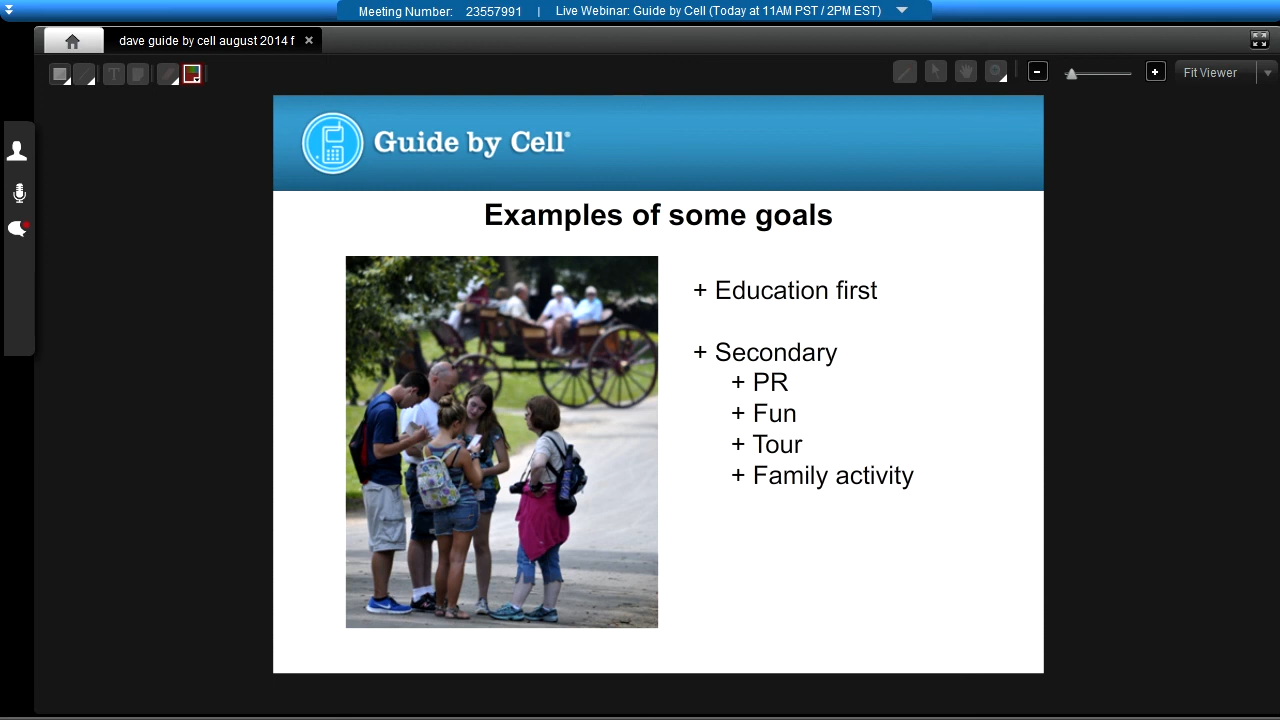 Meeting Number: 23557991 | Live Webinar: Guide by Cell (Today at 11AM PST / 2PM EST)
dave guide by cell august 2014 f
Fit Viewer
Guide by Cell®
Examples of some goals
+ Education first
+ Secondary
+ PR
+ Fun
+ Tour
+ Family activity